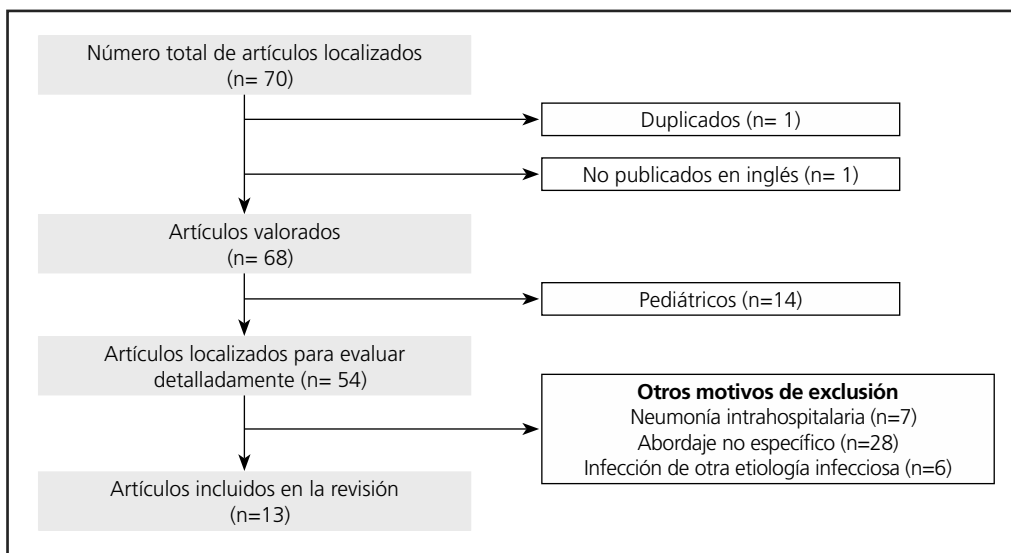 Número total de artículos localizados
(n= 70)
Duplicados (n= 1)
No publicados en inglés (n= 1)
Artículos valorados
(n= 68)
Pediátricos (n=14)
Artículos localizados para evaluar
detalladamente (n= 54)
Otros motivos de exclusión
Neumonía intrahospitalaria (n=7)
Abordaje no específico (n=28)
Infección de otra etiología infecciosa (n=6)
Artículos incluidos en la revisión
(n=13)